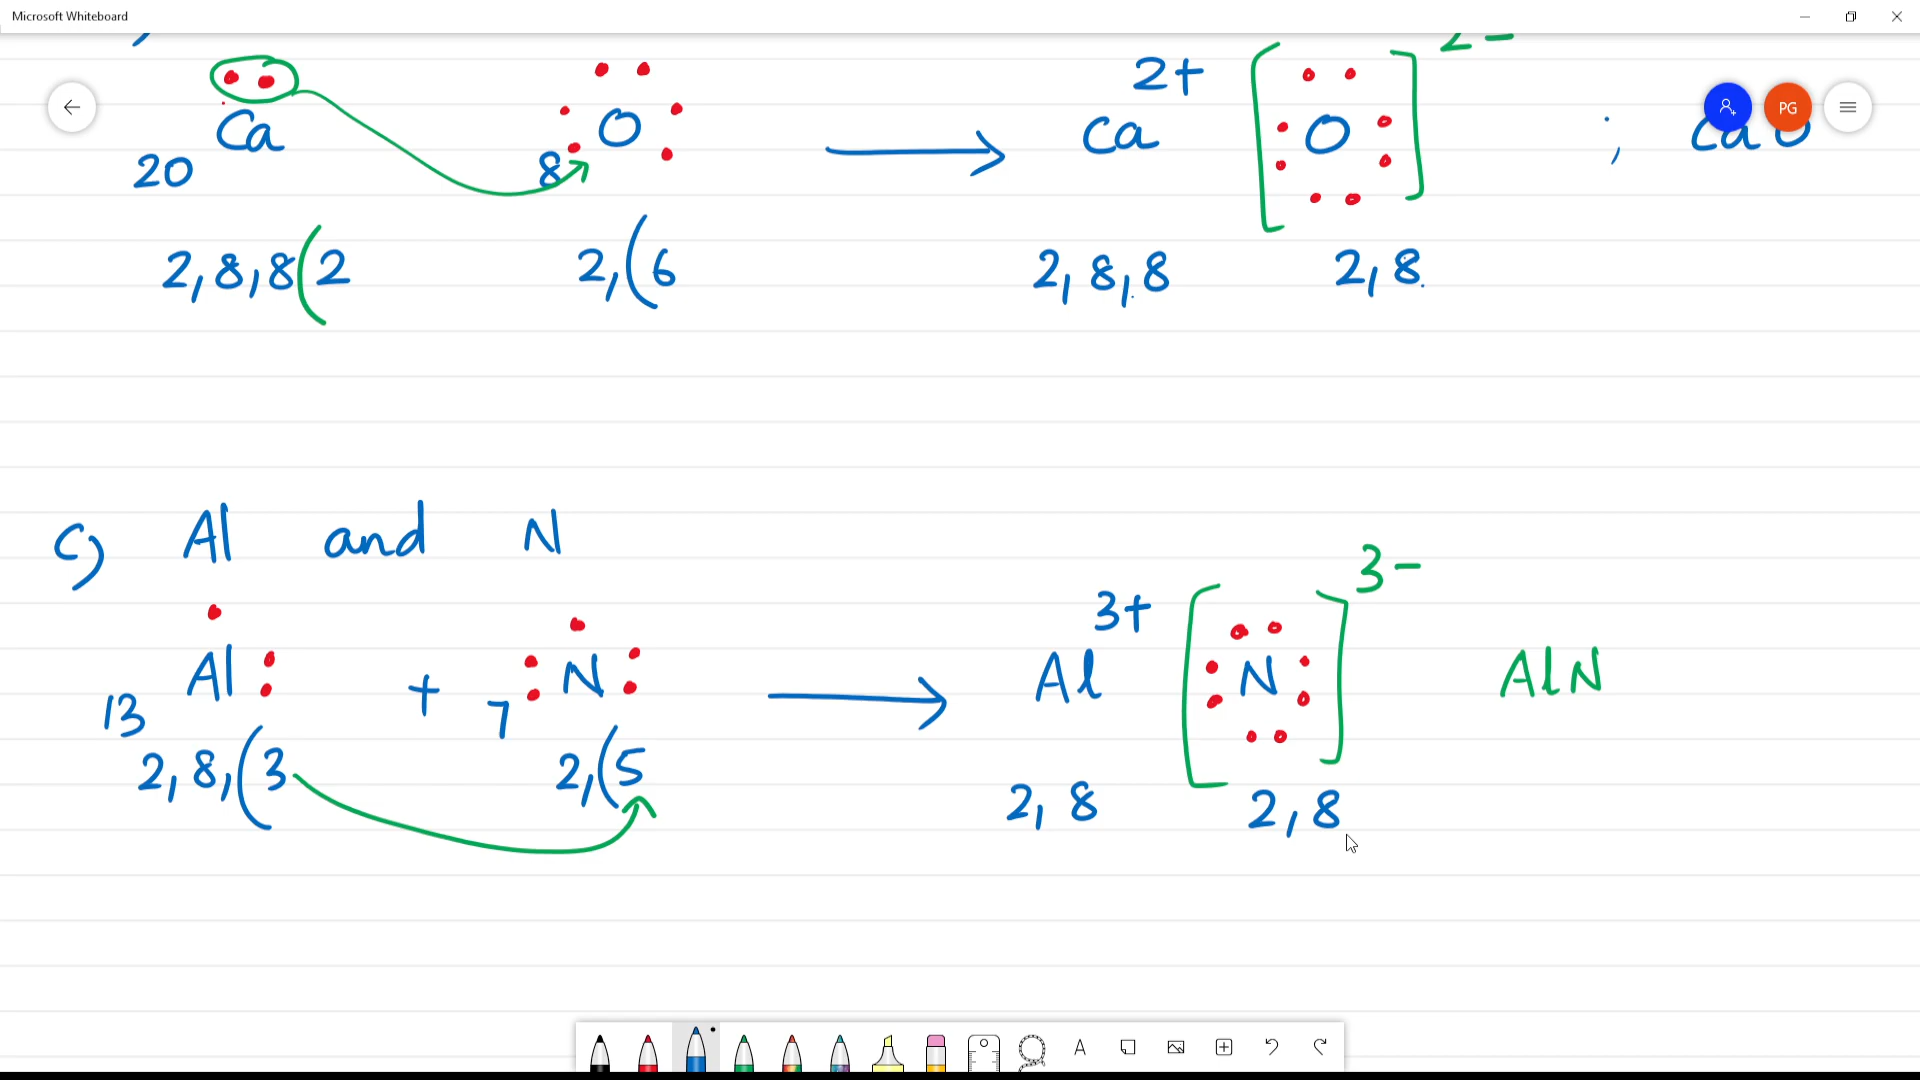 Microsoft Whiteboard
2-
2+
PG
Ca O Ca O ; CaO
20 8
2,8,8(2 2,(6 2,8,8 2,8.
c) Al and N
3-
3+
Al + N Al N AlN
13 7
2,8,(3 2,(5 2,8 2,8
A